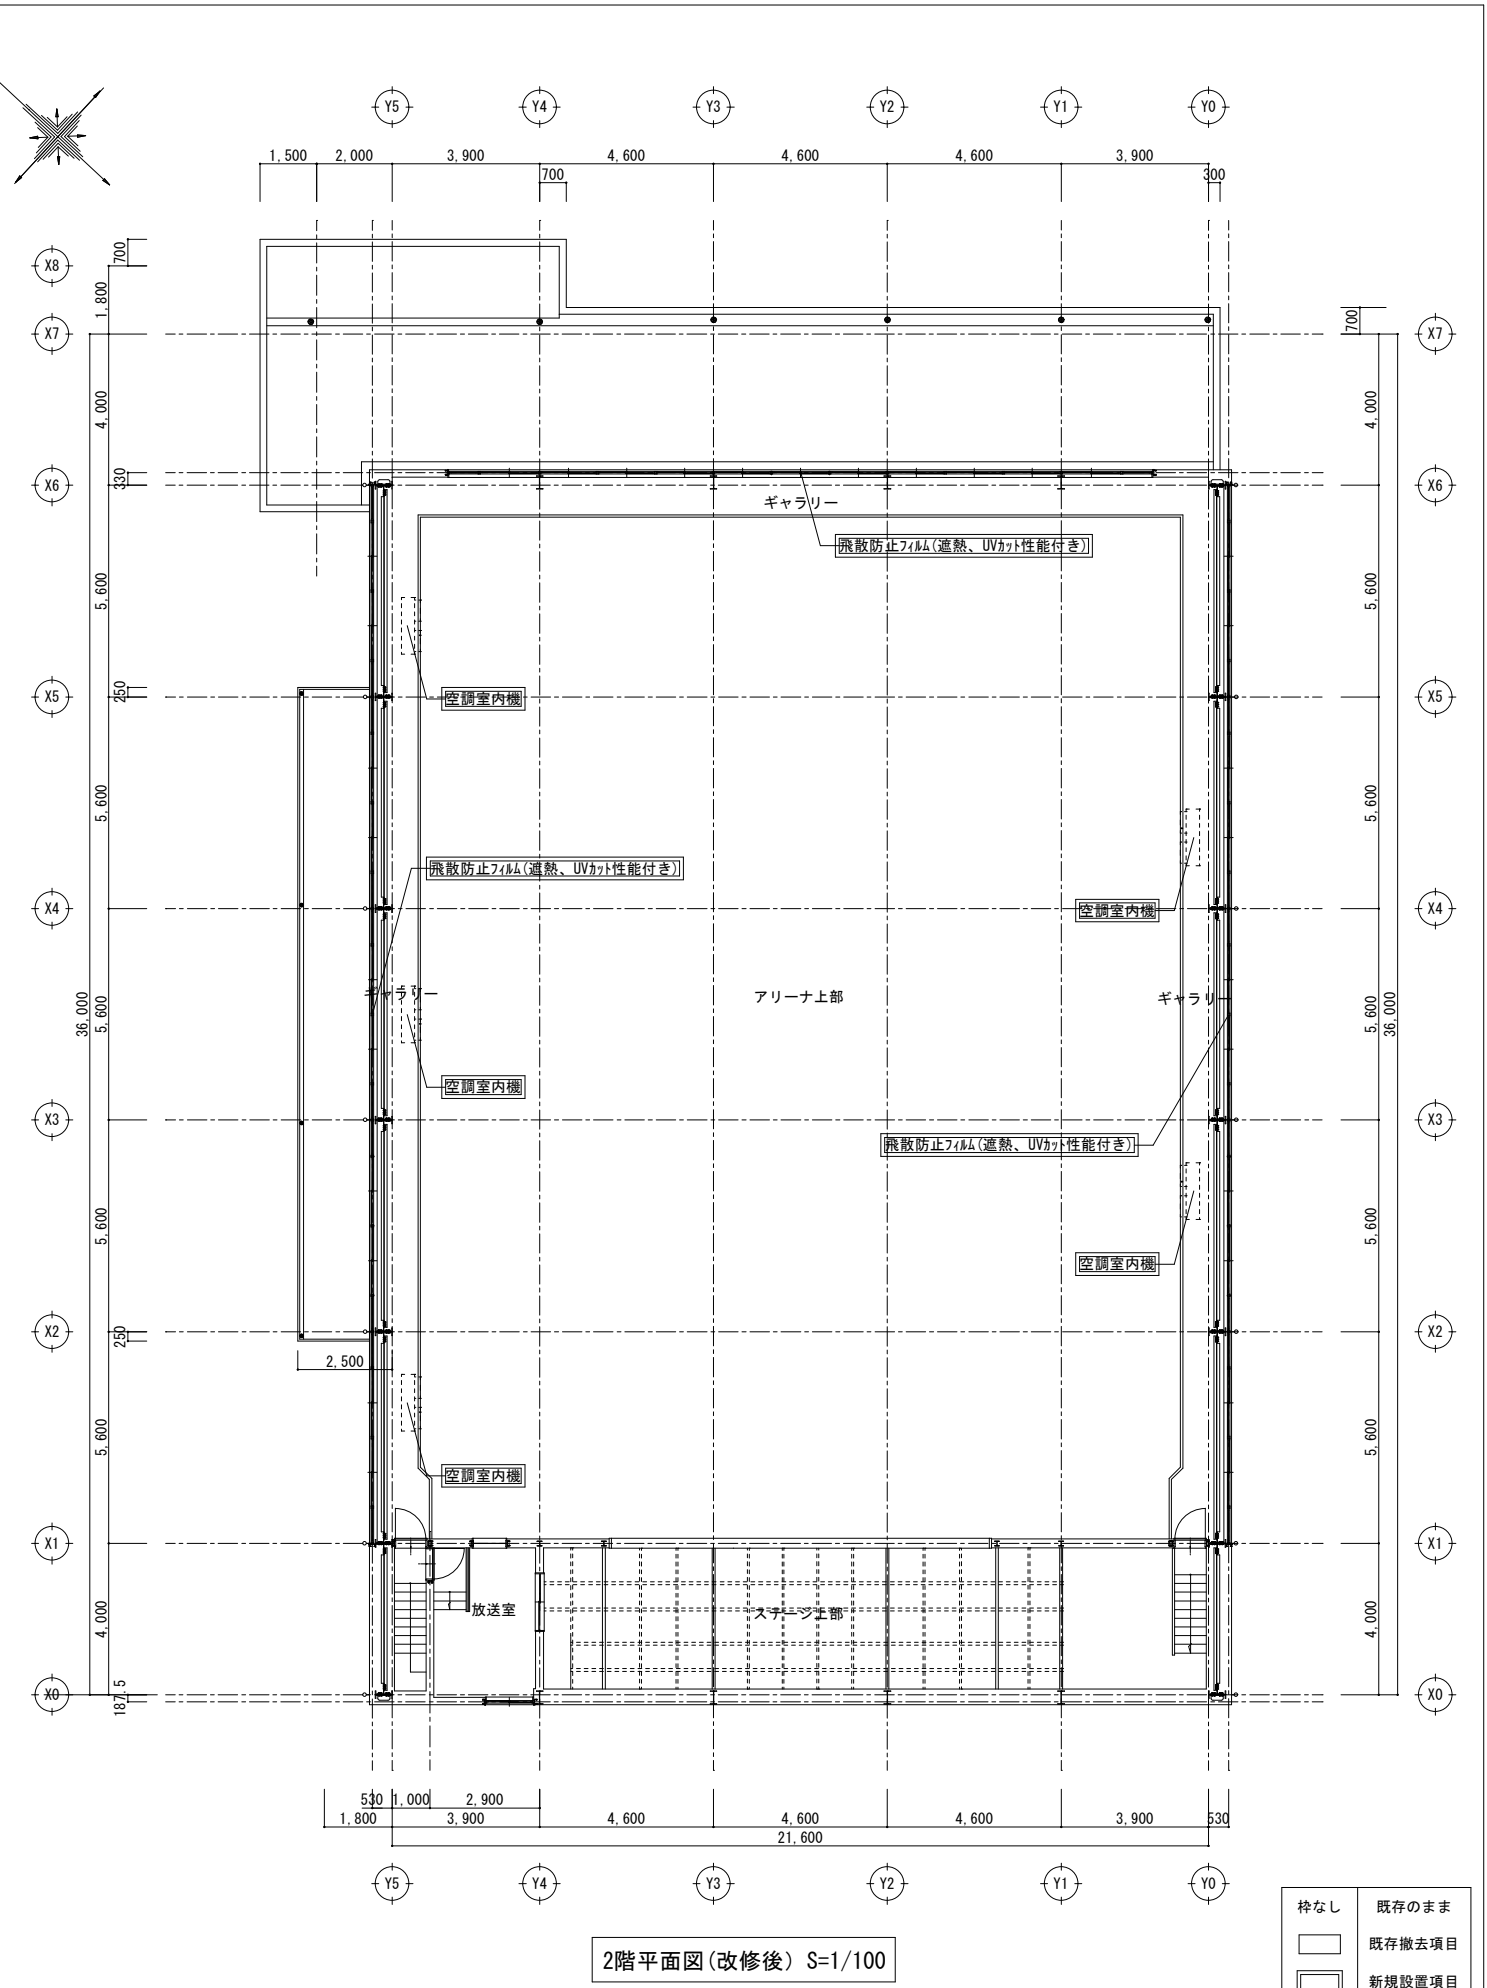 Y5 Y4 Y3 Y2 Y1 Y0
1,500 2,000 3,900 4,600 4,600 4,600 3,900
700 300
X8
700
1,800
X7 700 X7
4,000 4,000
X6 330 ギャラリー X6
飛散防止フィルム(遮熱、UVカット性能付き)
5,600 5,600
空調室内機
X5 250 X5
5,600 5,600
飛散防止フィルム(遮熱、UVカット性能付き)
空調室内機
X4 X4
36,000 5,600 ギャラリー アリーナ上部 ギャラリー 5,600 36,000
空調室内機
X3 X3
飛散防止フィルム(遮熱、UVカット性能付き)
5,600 5,600
空調室内機
X2 250 X2
2,500
5,600 5,600
空調室内機
X1 X1
4,000 放送室 ステージ上部 4,000
X0 187.5 X0
530 1,000 2,900
1,800 3,900 4,600 4,600 4,600 3,900 530
21,600
Y5 Y4 Y3 Y2 Y1 Y0
枠なし 既存のまま
既存撤去項目
新規設置項目
2階平面図(改修後) S=1/100